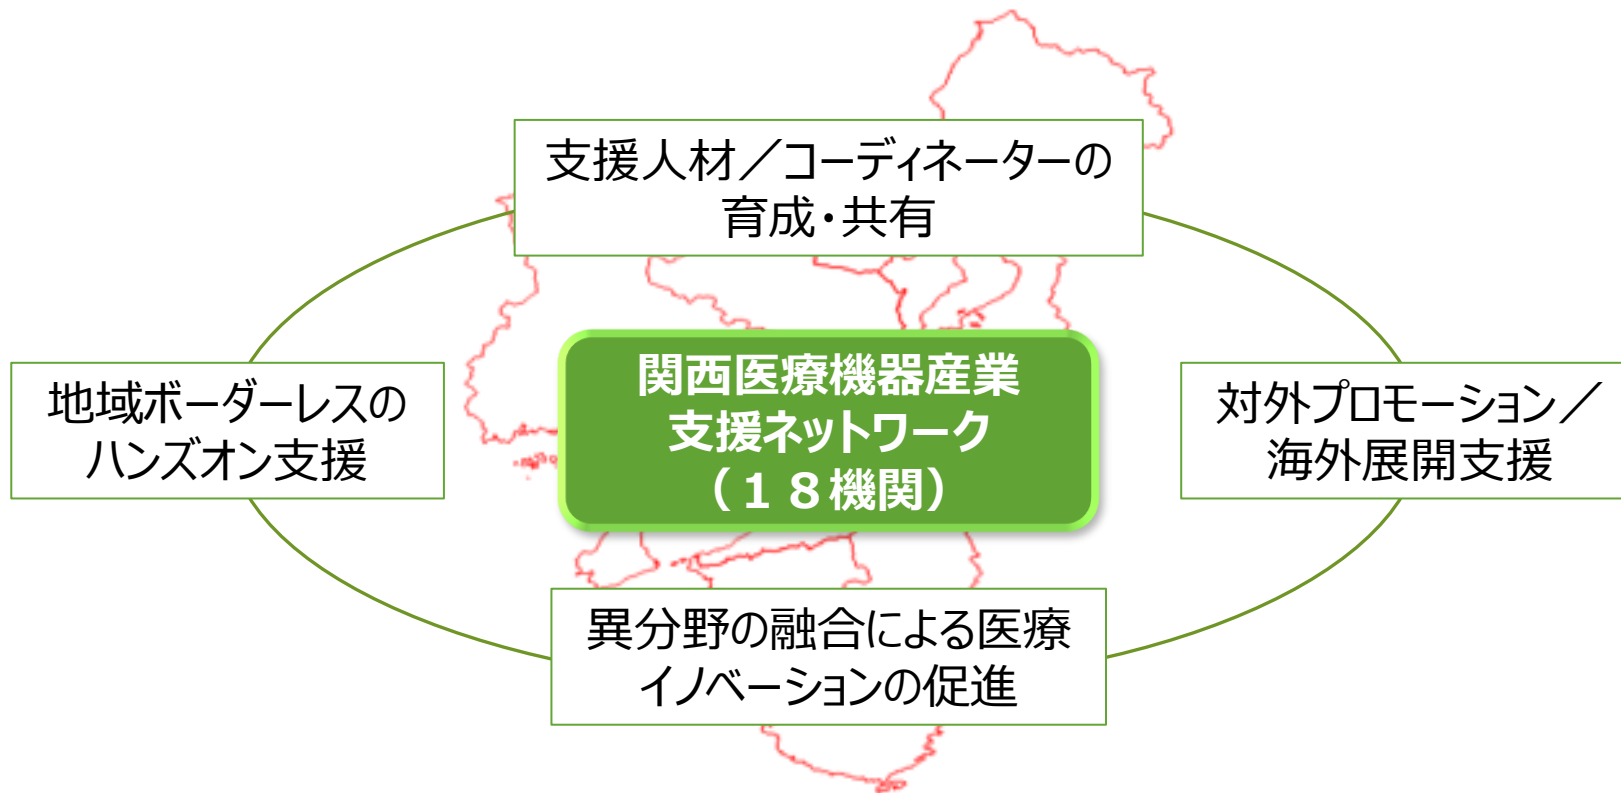 支援人材／コーディネーターの
育成・共有
地域ボーダーレスの
ハンズオン支援
関西医療機器産業
支援ネットワーク
（１８機関）
対外プロモーション／
海外展開支援
異分野の融合による医療
イノベーションの促進